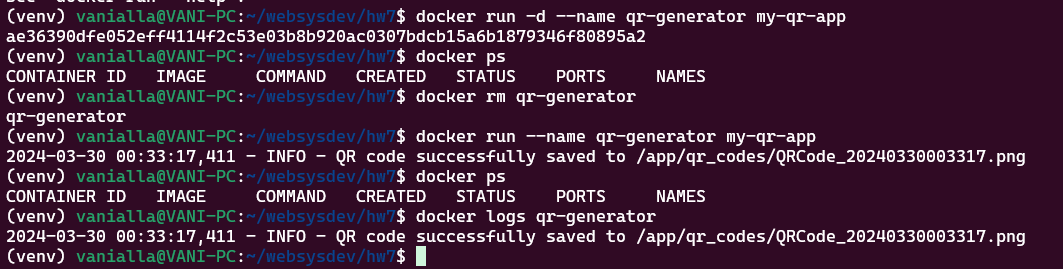 (venv) vanialla@VANI-PC:~/websysdev/hw7$ docker run -d --name qr-generator my-qr-app
ae36390dfe052eff4114f2c53e03b8b920ac0307bdcb15a6b1879346f80895a2
(venv) vanialla@VANI-PC:~/websysdev/hw7$ docker ps
CONTAINER ID   IMAGE     COMMAND   CREATED   STATUS    PORTS     NAMES
(venv) vanialla@VANI-PC:~/websysdev/hw7$ docker rm qr-generator
qr-generator
(venv) vanialla@VANI-PC:~/websysdev/hw7$ docker run --name qr-generator my-qr-app
2024-03-30 00:33:17,411 - INFO - QR code successfully saved to /app/qr_codes/QRCode_20240330003317.png
(venv) vanialla@VANI-PC:~/websysdev/hw7$ docker ps
CONTAINER ID   IMAGE     COMMAND   CREATED   STATUS    PORTS     NAMES
(venv) vanialla@VANI-PC:~/websysdev/hw7$ docker logs qr-generator
2024-03-30 00:33:17,411 - INFO - QR code successfully saved to /app/qr_codes/QRCode_20240330003317.png
(venv) vanialla@VANI-PC:~/websysdev/hw7$